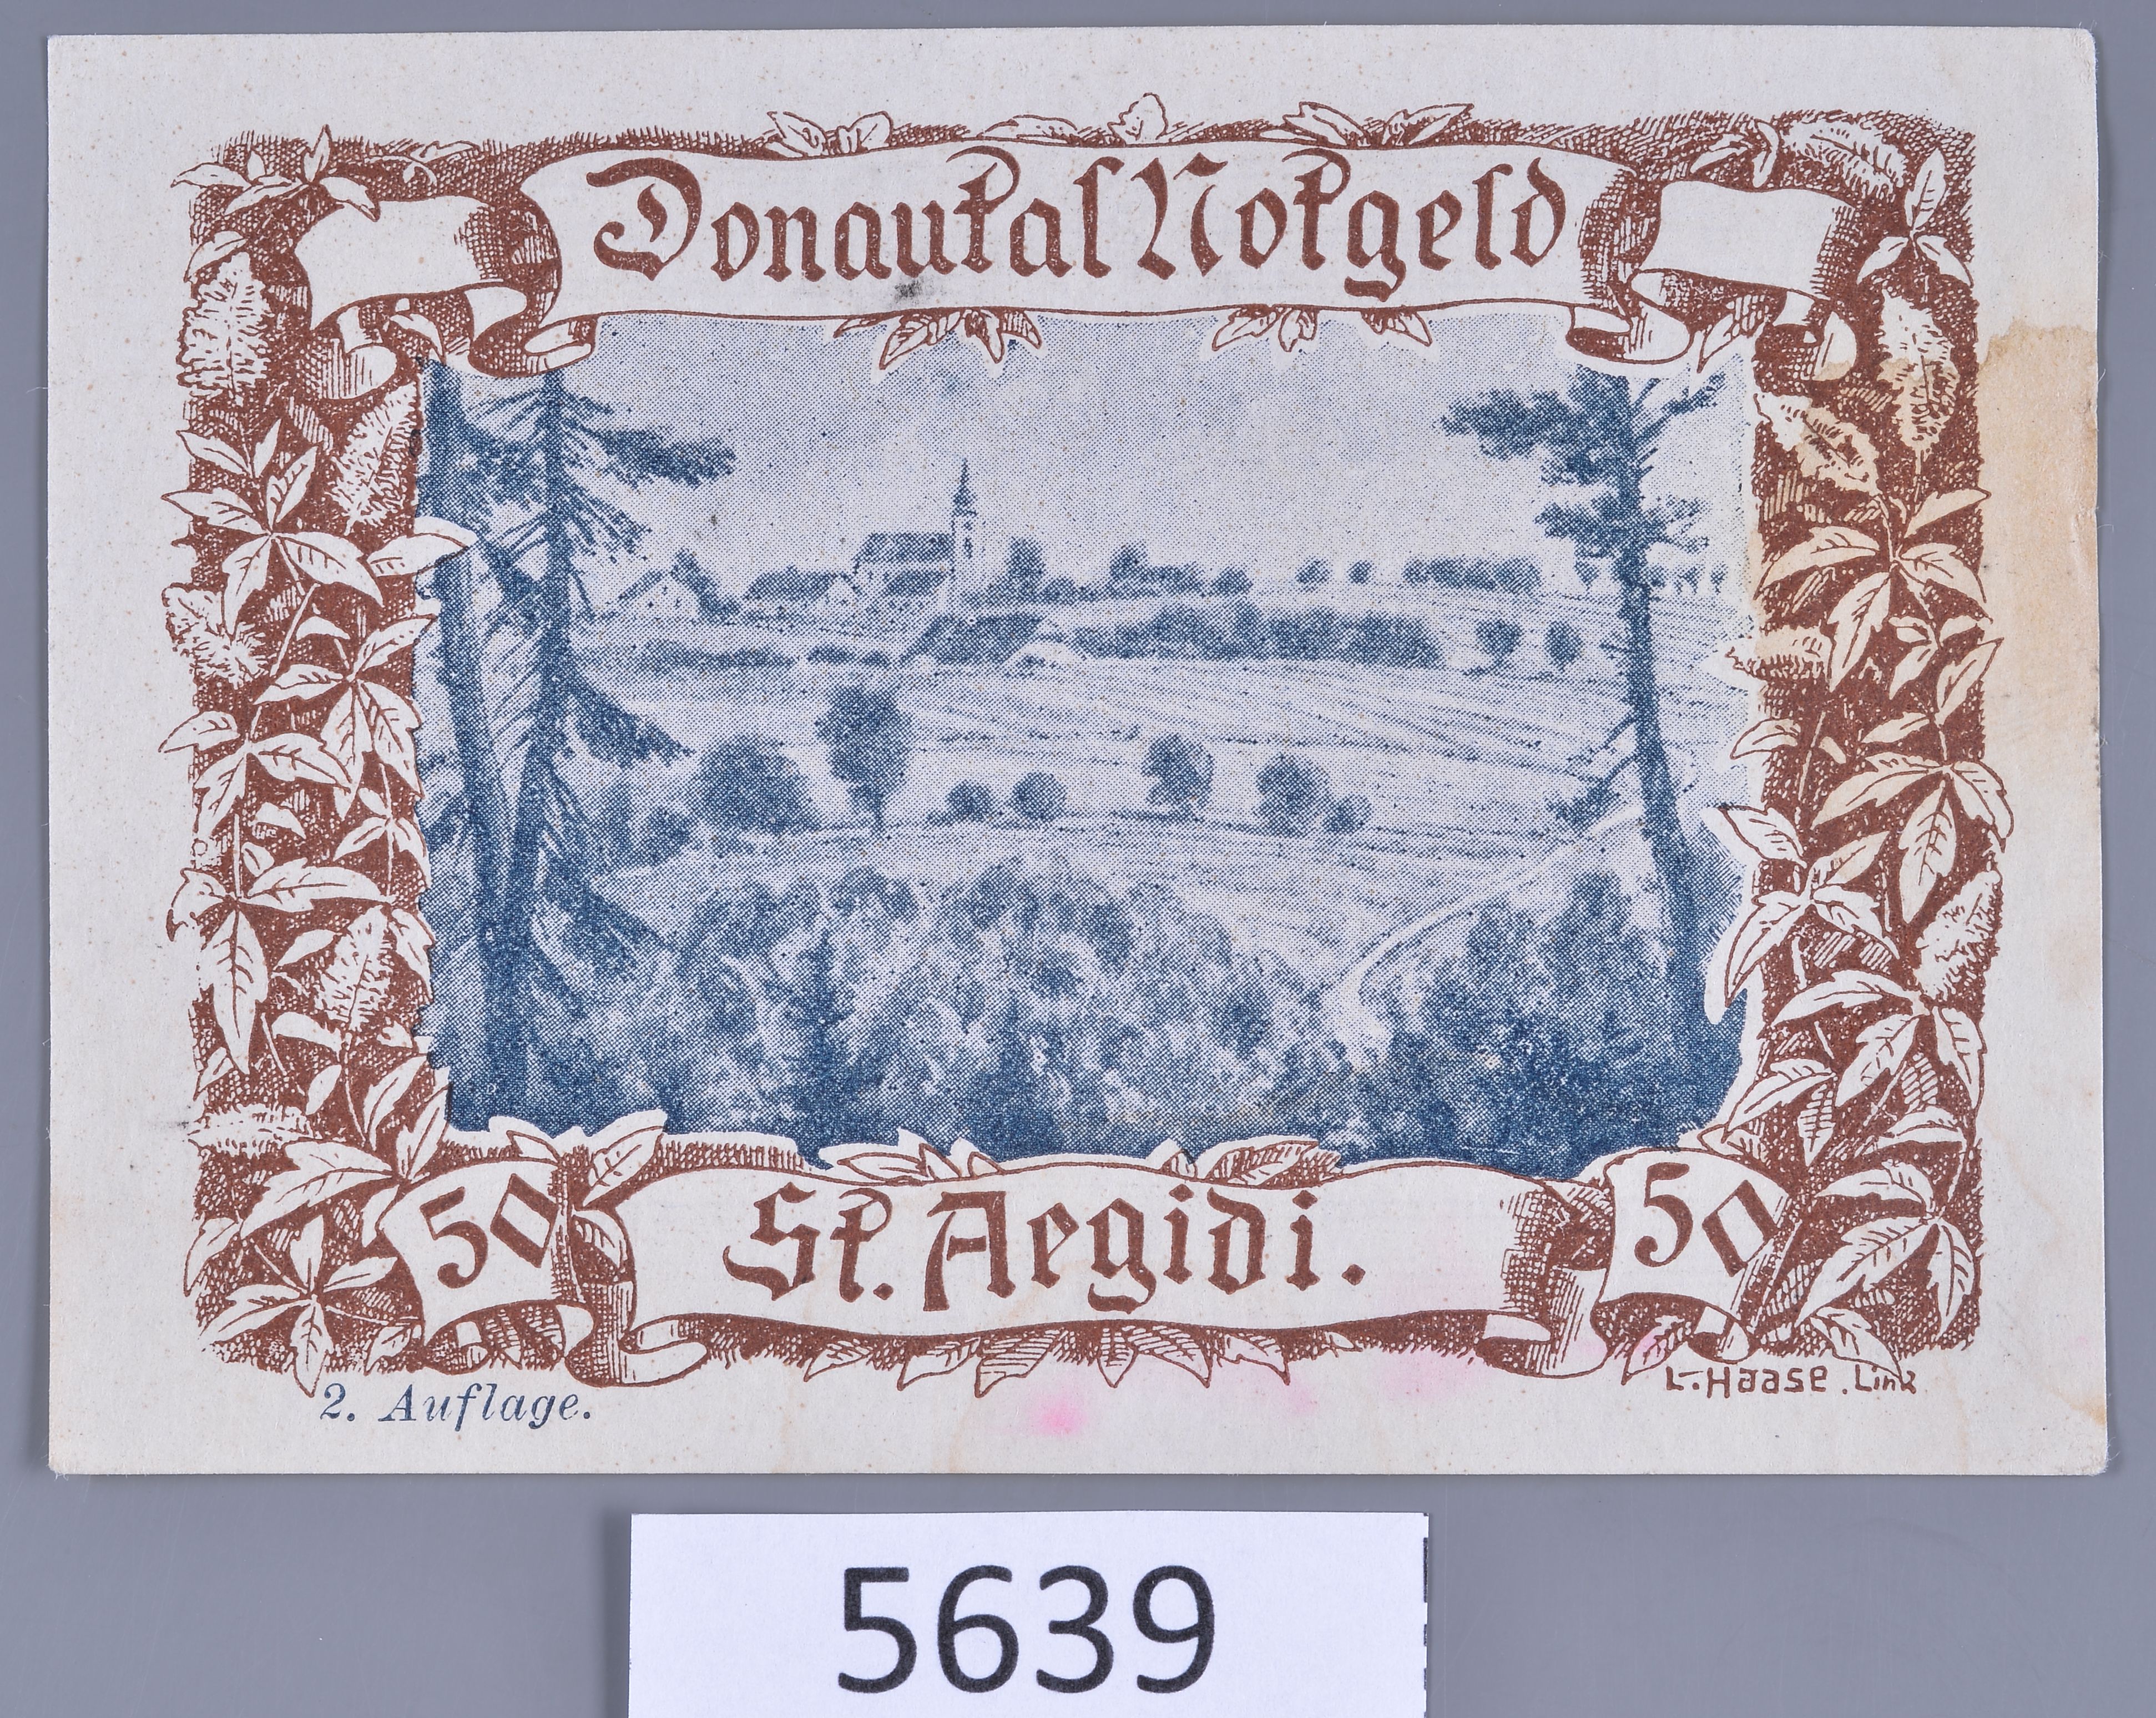 Donautal Notgeld
50 St. Aegidi. 50
2. Auflage.
L. Haase. Linz
5639